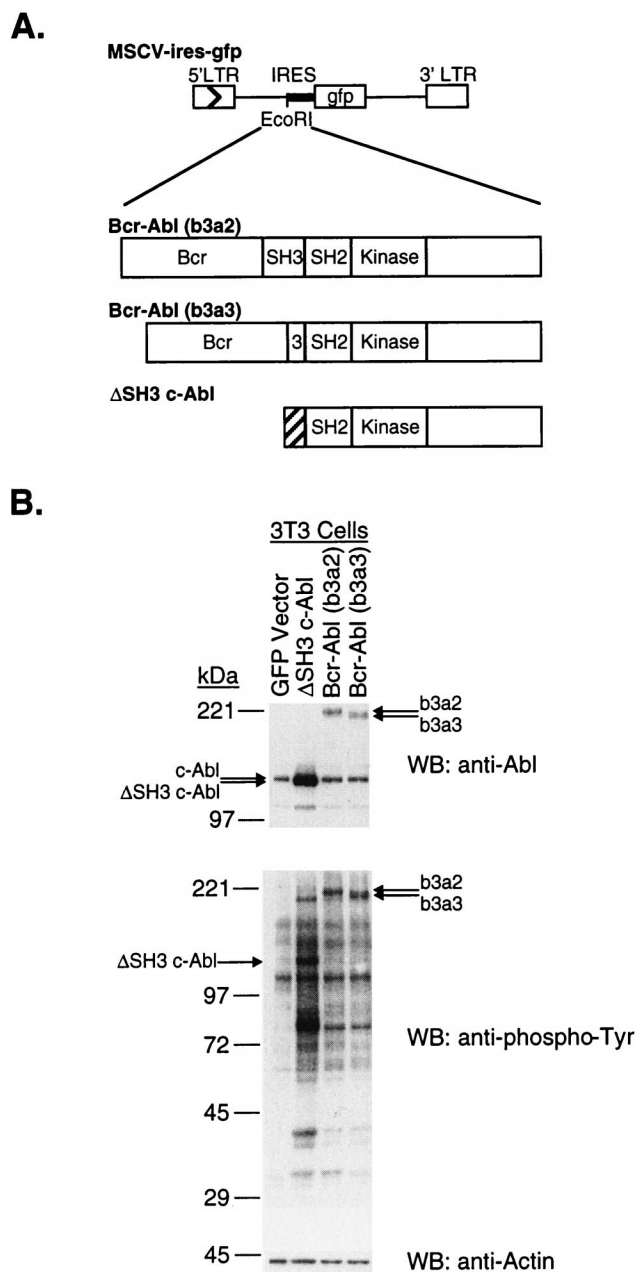 A.
MSCV-ires-gfp
5'LTR IRES 3' LTR
gfp
EcoRI
Bcr-Abl (b3a2)
Bcr SH3 SH2 Kinase
Bcr-Abl (b3a3)
Bcr 3 SH2 Kinase
ΔSH3 c-Abl
SH2 Kinase
B.
3T3 Cells
GFP Vector
ΔSH3 c-Abl
Bcr-Abl (b3a2)
Bcr-Abl (b3a3)
kDa
221
b3a2
b3a3
c-Abl
ΔSH3 c-Abl
WB: anti-Abl
97
221
b3a2
b3a3
ΔSH3 c-Abl
97
WB: anti-phospho-Tyr
72
45
29
45
WB: anti-Actin